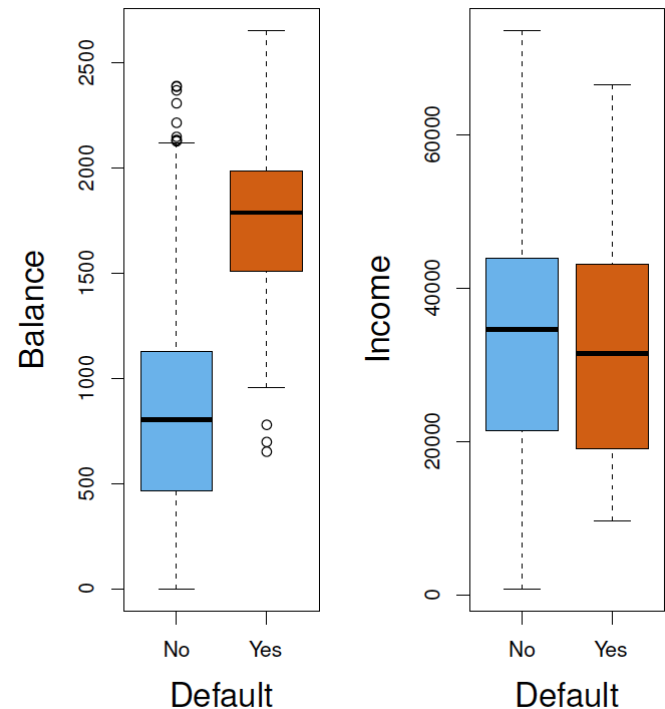 Balance
2500
2000
1500
1000
500
0
No
Yes
Default
Income
60000
40000
20000
0
No
Yes
Default